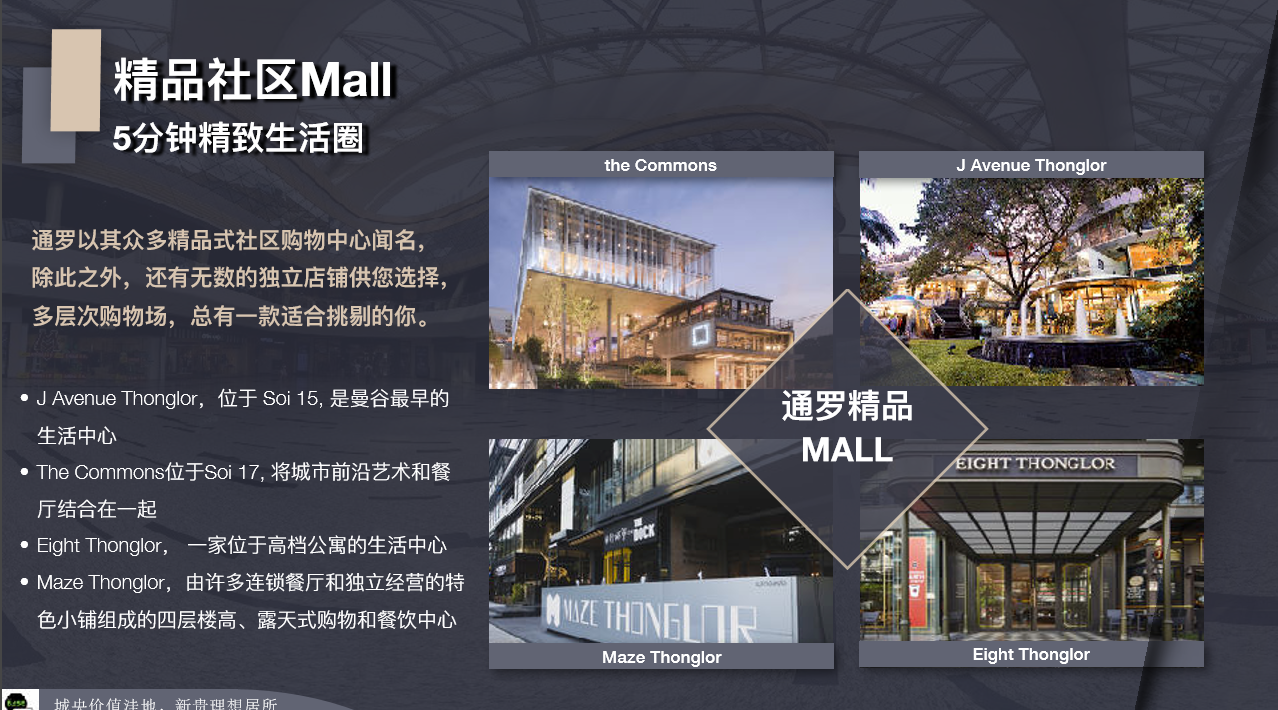 精品社区Mall
5分钟精致生活圈
通罗以其众多精品式社区购物中心闻名,
除此之外，还有无数的独立店铺供您选择,
多层次购物场，总有一款适合挑剔的你。
• J Avenue Thonglor，位于 Soi 15, 是曼谷最早的
生活中心
• The Commons位于Soi 17, 将城市前沿艺术和餐
厅结合在一起
• Eight Thonglor， 一家位于高档公寓的生活中心
• Maze Thonglor，由许多连锁餐厅和独立经营的特
色小铺组成的四层楼高、露天式购物和餐饮中心
the Commons
J Avenue Thonglor
通罗精品
MALL
THE
DOCK
MAZE THONGLOR
EIGHT THONGLOR
Maze Thonglor
Eight Thonglor
城央价值洼地，新贵理想居所